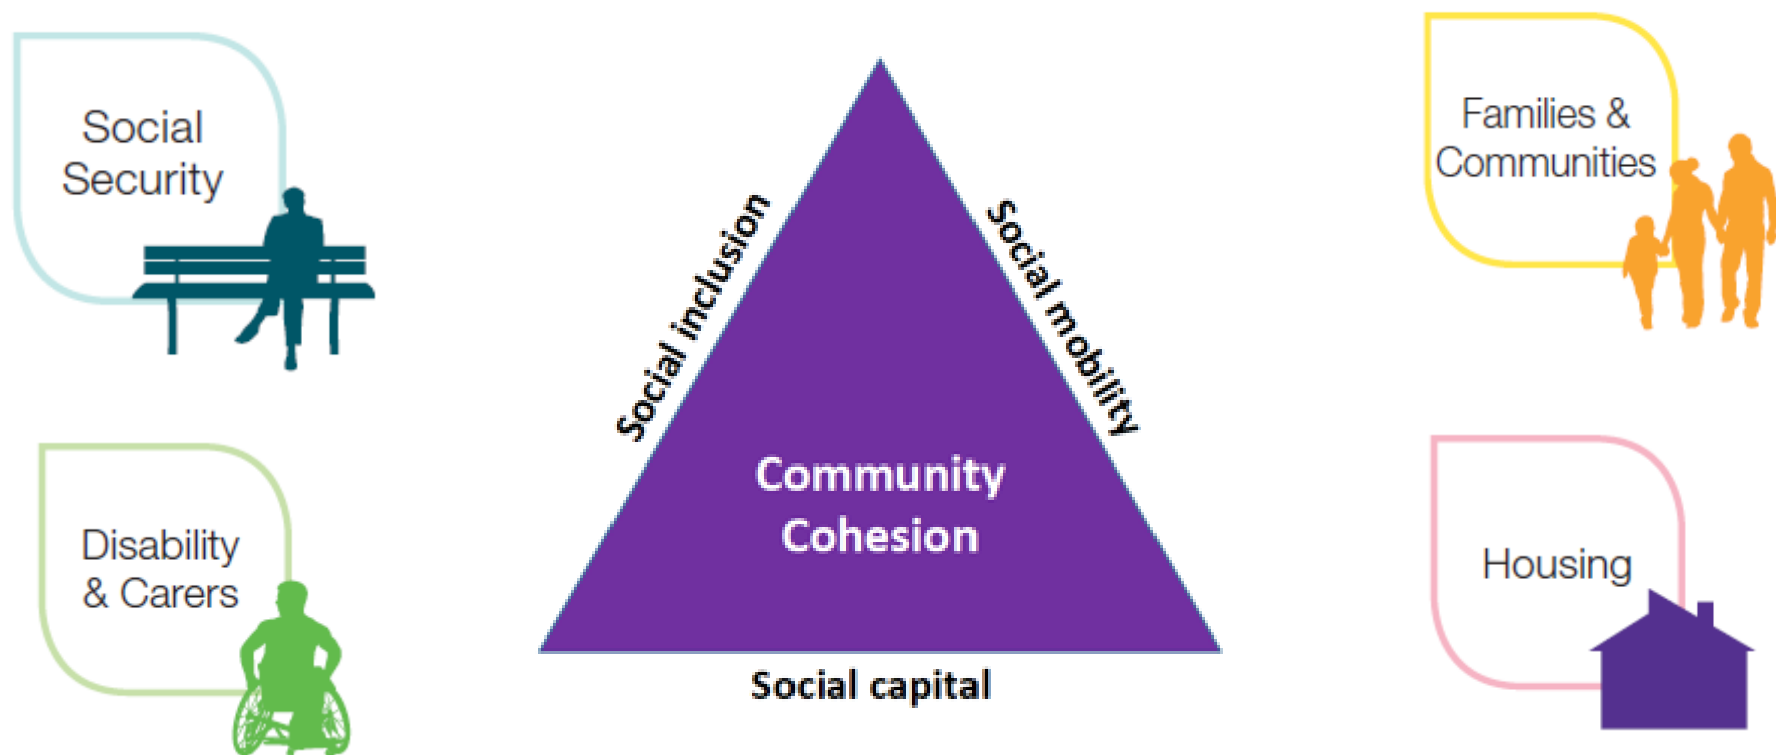 Social
Security
Families &
Communities
Social inclusion
Social mobility
Community
Cohesion
Disability
& Carers
Housing
Social capital